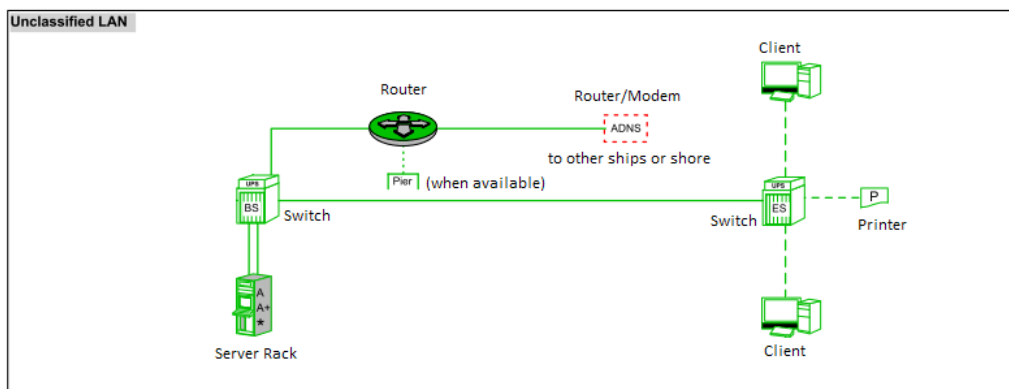 Unclassified LAN
Client
Router
Router/Modem
ADNS
to other ships or shore
Pier
(when available)
UPS
BS
Switch
UPS
ES
Switch
P
Printer
A
A+
*
Server Rack
Client